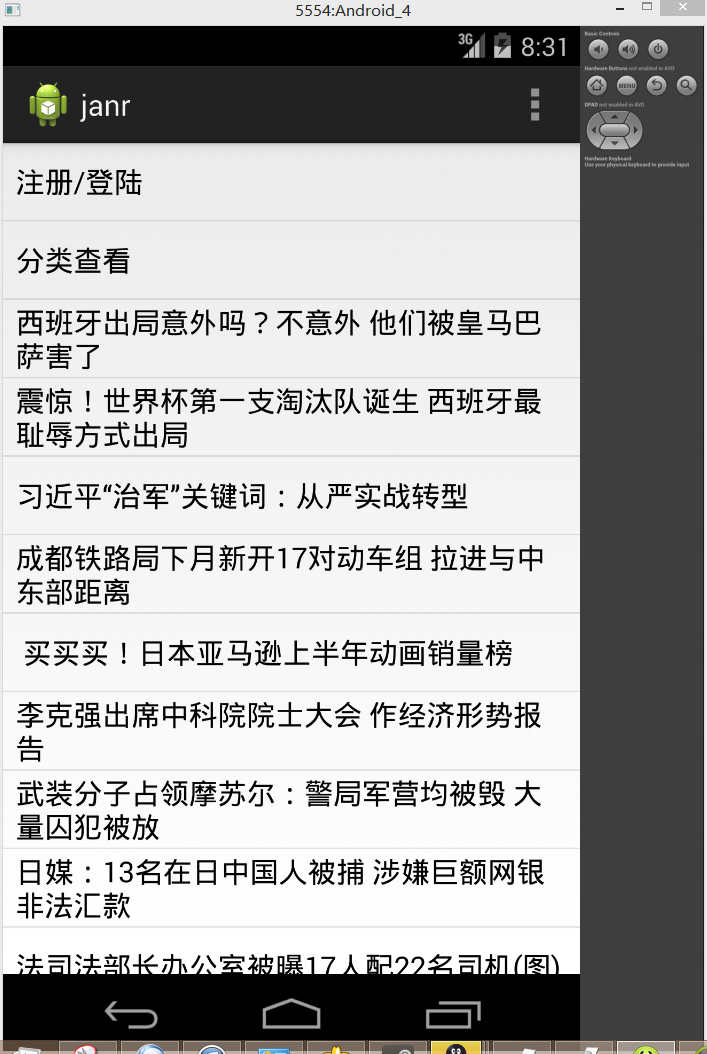 5554:Android_4
3G
8:31
janr
注册/登陆
分类查看
西班牙出局意外吗？不意外 他们被皇马巴
萨害了
震惊！世界杯第一支淘汰队诞生 西班牙最
耻辱方式出局
习近平“治军”关键词：从严实战转型
成都铁路局下月新开17对动车组 拉进与中
东部距离
买买买！日本亚马逊上半年动画销量榜
李克强出席中科院院士大会 作经济形势报
告
武装分子占领摩苏尔：警局军营均被毁 大
量囚犯被放
日媒：13名在日中国人被捕 涉嫌巨额网银
非法汇款
法司法部长办公室被曝17人配22名司机(图)
Basic Controls
Hardware Buttons not enabled in AVD
MENU
DPAD not enabled in AVD
Hardware Keyboard
Use your physical keyboard to provide input